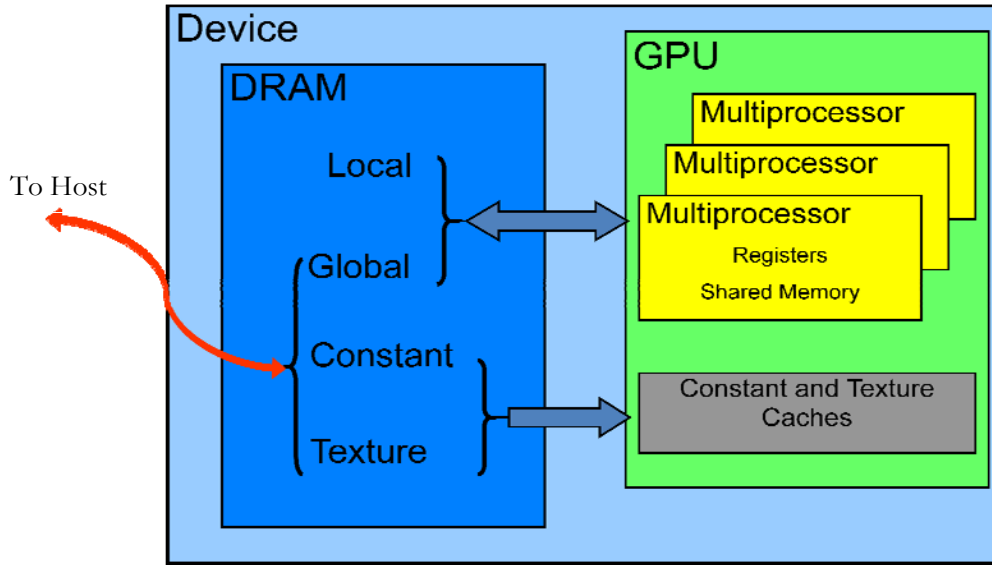 Device
GPU
DRAM
Multiprocessor
Multiprocessor
Multiprocessor
Registers
Shared Memory
To Host
Local
Global
Constant
Texture
Constant and Texture
Caches